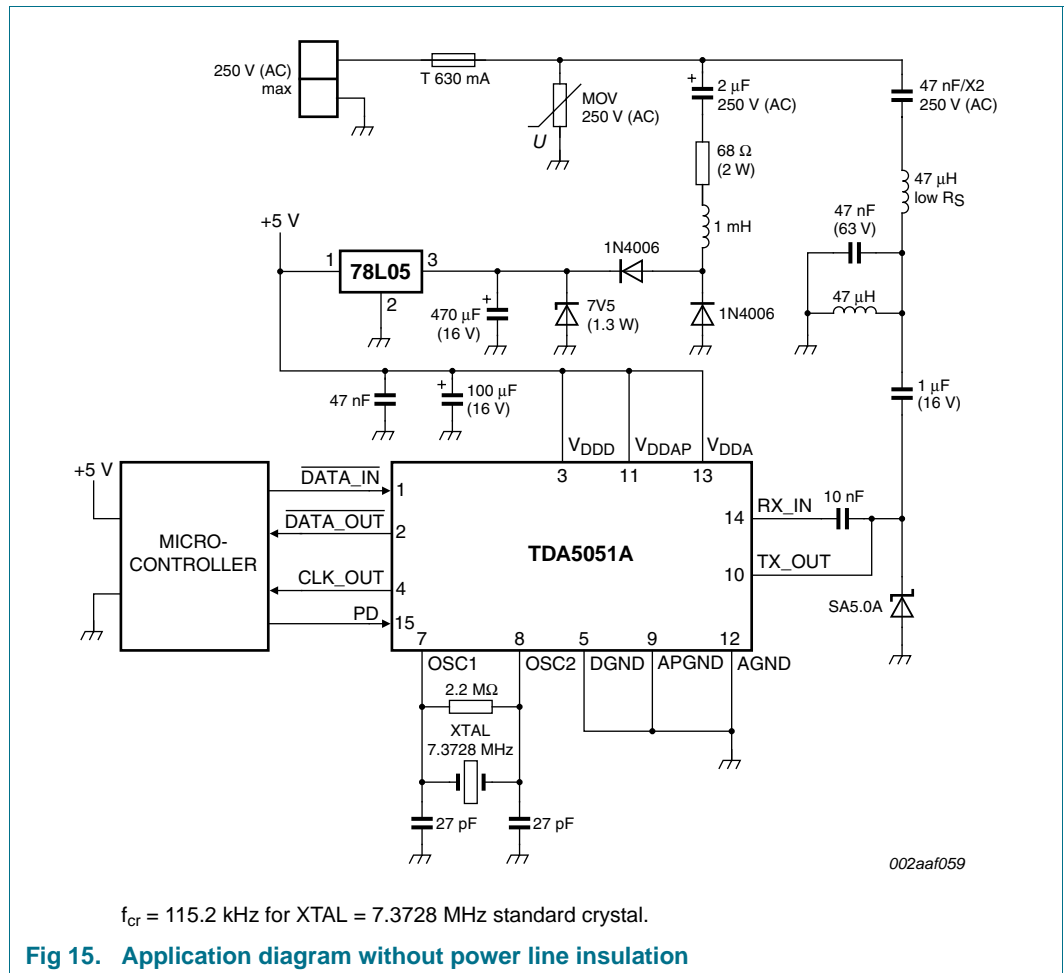 250 V (AC)
max
T 630 mA
MOV
250 V (AC)
U
+
2 μF
250 V (AC)
68 Ω
(2 W)
1 mH
47 nF/X2
250 V (AC)
47 μH
low RS
47 nF
(63 V)
47 μH
1 μF
(16 V)
+5 V
1
78L05
3
2
+
470 μF
(16 V)
7V5
(1.3 W)
1N4006
1N4006
47 nF
+
100 μF
(16 V)
VDDD
VDDAP
VDDA
3
11
13
+5 V
MICRO-
CONTROLLER
DATA_IN
1
DATA_OUT
2
CLK_OUT
4
PD
15
TDA5051A
14
RX_IN
10 nF
10
TX_OUT
SA5.0A
7
8
5
9
12
OSC1
OSC2
DGND
APGND
AGND
2.2 MΩ
XTAL
7.3728 MHz
27 pF
27 pF
002aaf059
fcr = 115.2 kHz for XTAL = 7.3728 MHz standard crystal.
Fig 15. Application diagram without power line insulation